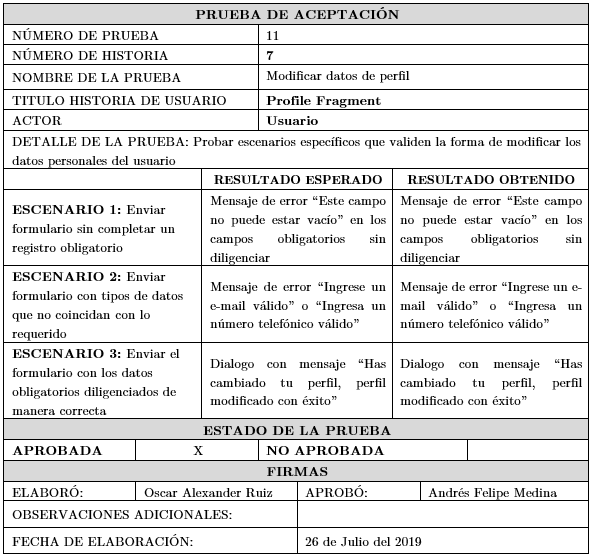 PRUEBA DE ACEPTACIÓN
NÚMERO DE PRUEBA 11
NÚMERO DE HISTORIA 7
NOMBRE DE LA PRUEBA Modificar datos de perfil
TITULO HISTORIA DE USUARIO Profile Fragment
ACTOR Usuario
DETALLE DE LA PRUEBA: Probar escenarios específicos que validen la forma de modificar los
datos personales del usuario
RESULTADO ESPERADO RESULTADO OBTENIDO
ESCENARIO 1: Enviar
formulario sin completar un
registro obligatorio
Mensaje de error “Este campo
no puede estar vacío” en los
campos obligatorios sin
diligenciar
Mensaje de error “Este campo
no puede estar vacío” en los
campos obligatorios sin
diligenciar
ESCENARIO 2: Enviar
formulario con tipos de datos
que no coincidan con lo
requerido
Mensaje de error “Ingrese un
e-mail válido” o “Ingresa un
número telefónico válido”
Mensaje de error “Ingrese un e-
mail válido” o “Ingresa un
número telefónico válido”
ESCENARIO 3: Enviar el
formulario con los datos
obligatorios diligenciados de
manera correcta
Dialogo con mensaje “Has
cambiado tu perfil, perfil
modificado con éxito”
Dialogo con mensaje “Has
cambiado tu perfil, perfil
modificado con éxito”
ESTADO DE LA PRUEBA
APROBADA X NO APROBADA
FIRMAS
ELABORÓ: Oscar Alexander Ruiz APROBÓ: Andrés Felipe Medina
OBSERVACIONES ADICIONALES:
FECHA DE ELABORACIÓN: 26 de Julio del 2019